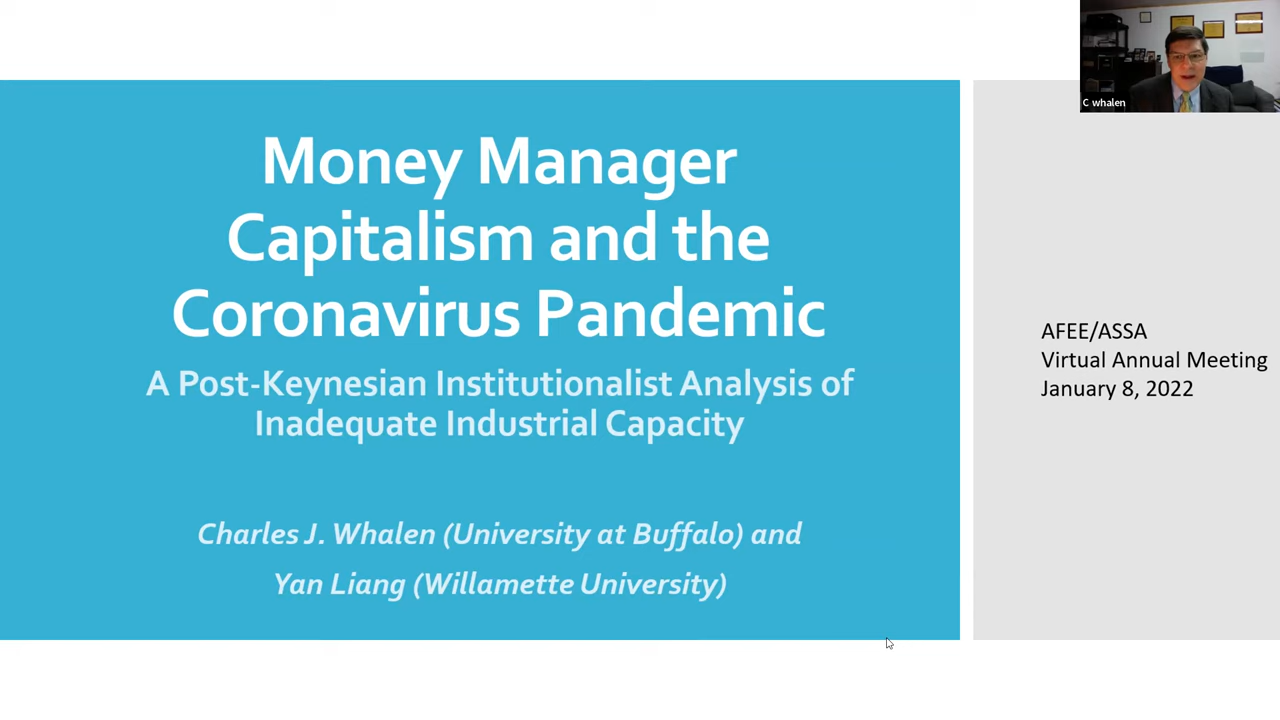 Money Manager
Capitalism and the
Coronavirus Pandemic
A Post-Keynesian Institutionalist Analysis of
Inadequate Industrial Capacity
Charles J. Whalen (University at Buffalo) and
Yan Liang (Willamette University)
AFEE/ASSA
Virtual Annual Meeting
January 8, 2022
C whalen